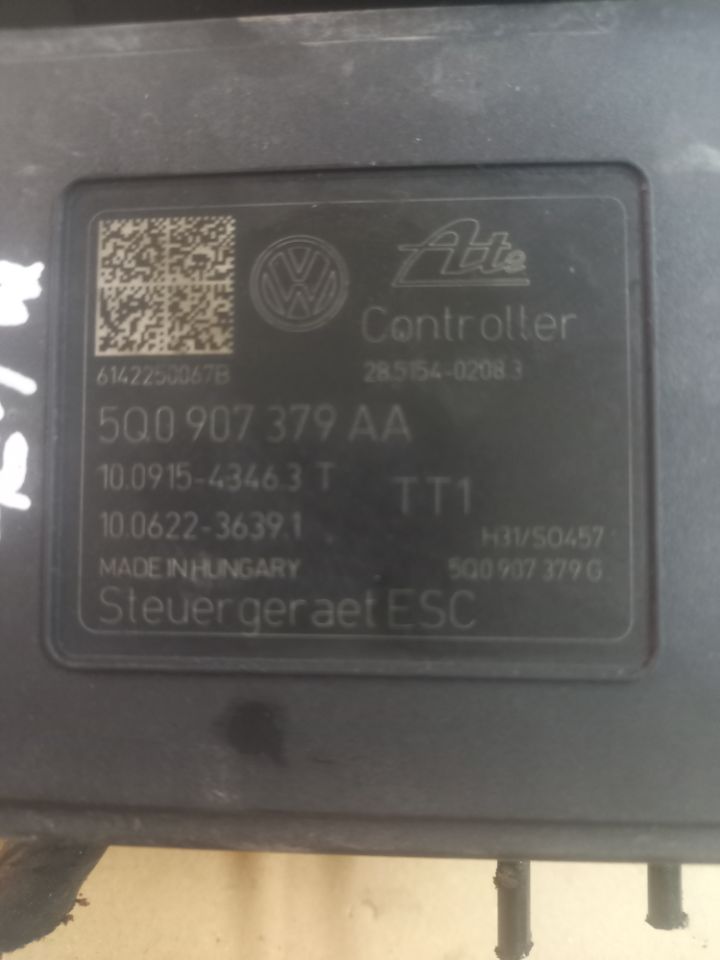 VW
Ate
Controller
6142250067B
28.5154-0208.3
5Q0 907 379 AA
10.0915-4346.3 T
TT1
10.0622-3639.1
H31/S0457
MADE IN HUNGARY
5Q0 907 379 G
Steuergeraet ESC